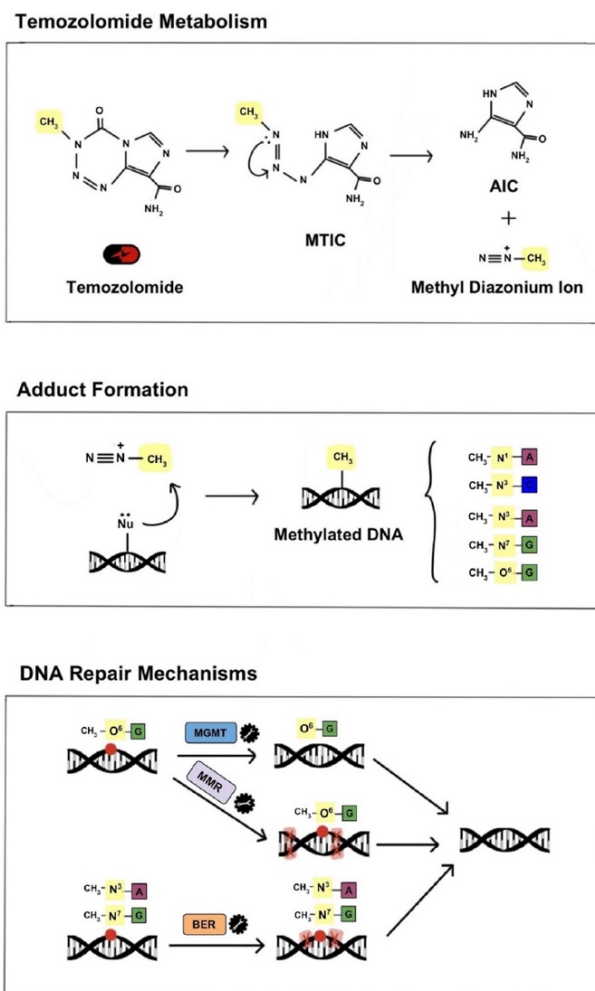 Temozolomide Metabolism
CH3
O
N
N
N
N
N
O
NH2
Temozolomide
CH3
N
N
N
HN
N
O
NH2
MTIC
HN
N
NH2
O
NH2
AIC
+
N≡N+-CH3
Methyl Diazonium Ion
Adduct Formation
N≡N+-CH3
Nu
CH3
Methylated DNA
CH3-N1-A
CH3-N3-
CH3-N3-A
CH3-N7-G
CH3-O6-G
DNA Repair Mechanisms
CH3-O6-G
MGMT
O6-G
MMR
CH3-O6-G
CH3-N3-A
CH3-N7-G
BER
CH3-N3-A
CH3-N7-G